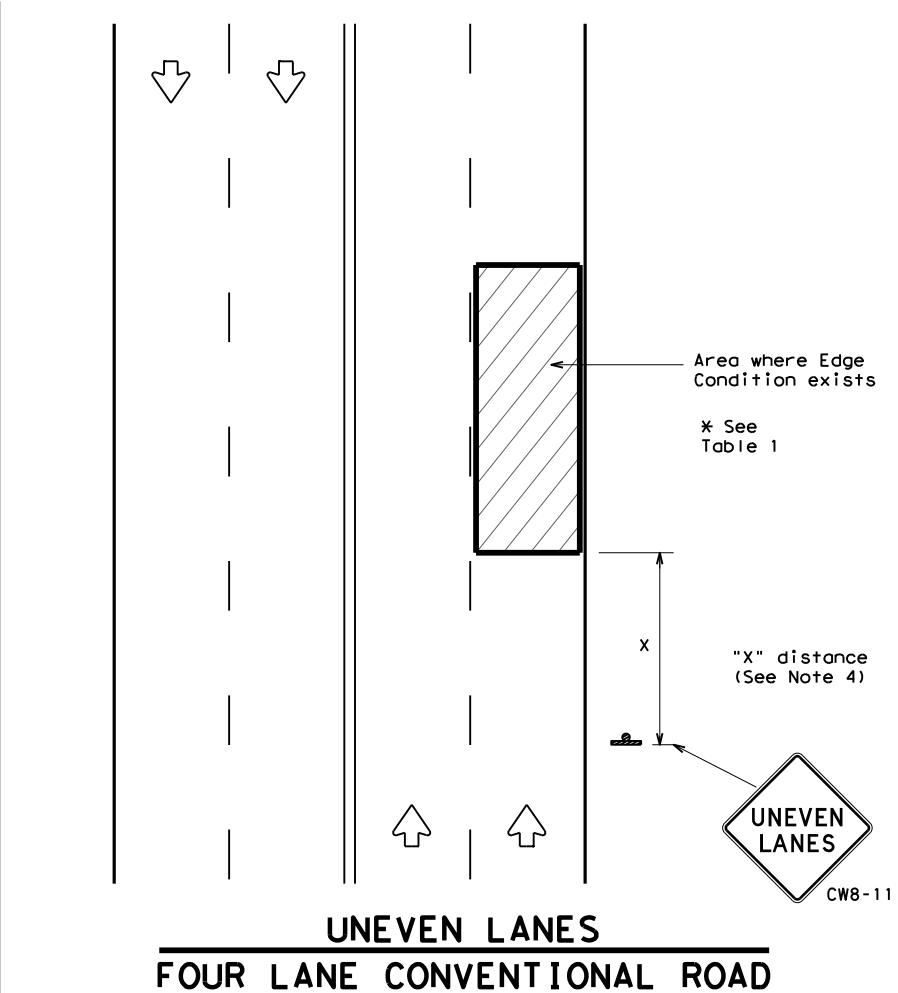 Area where Edge
Condition exists
* See
Table 1
X
"X" distance
(See Note 4)
UNEVEN
LANES
CW8-11
UNEVEN LANES
FOUR LANE CONVENTIONAL ROAD